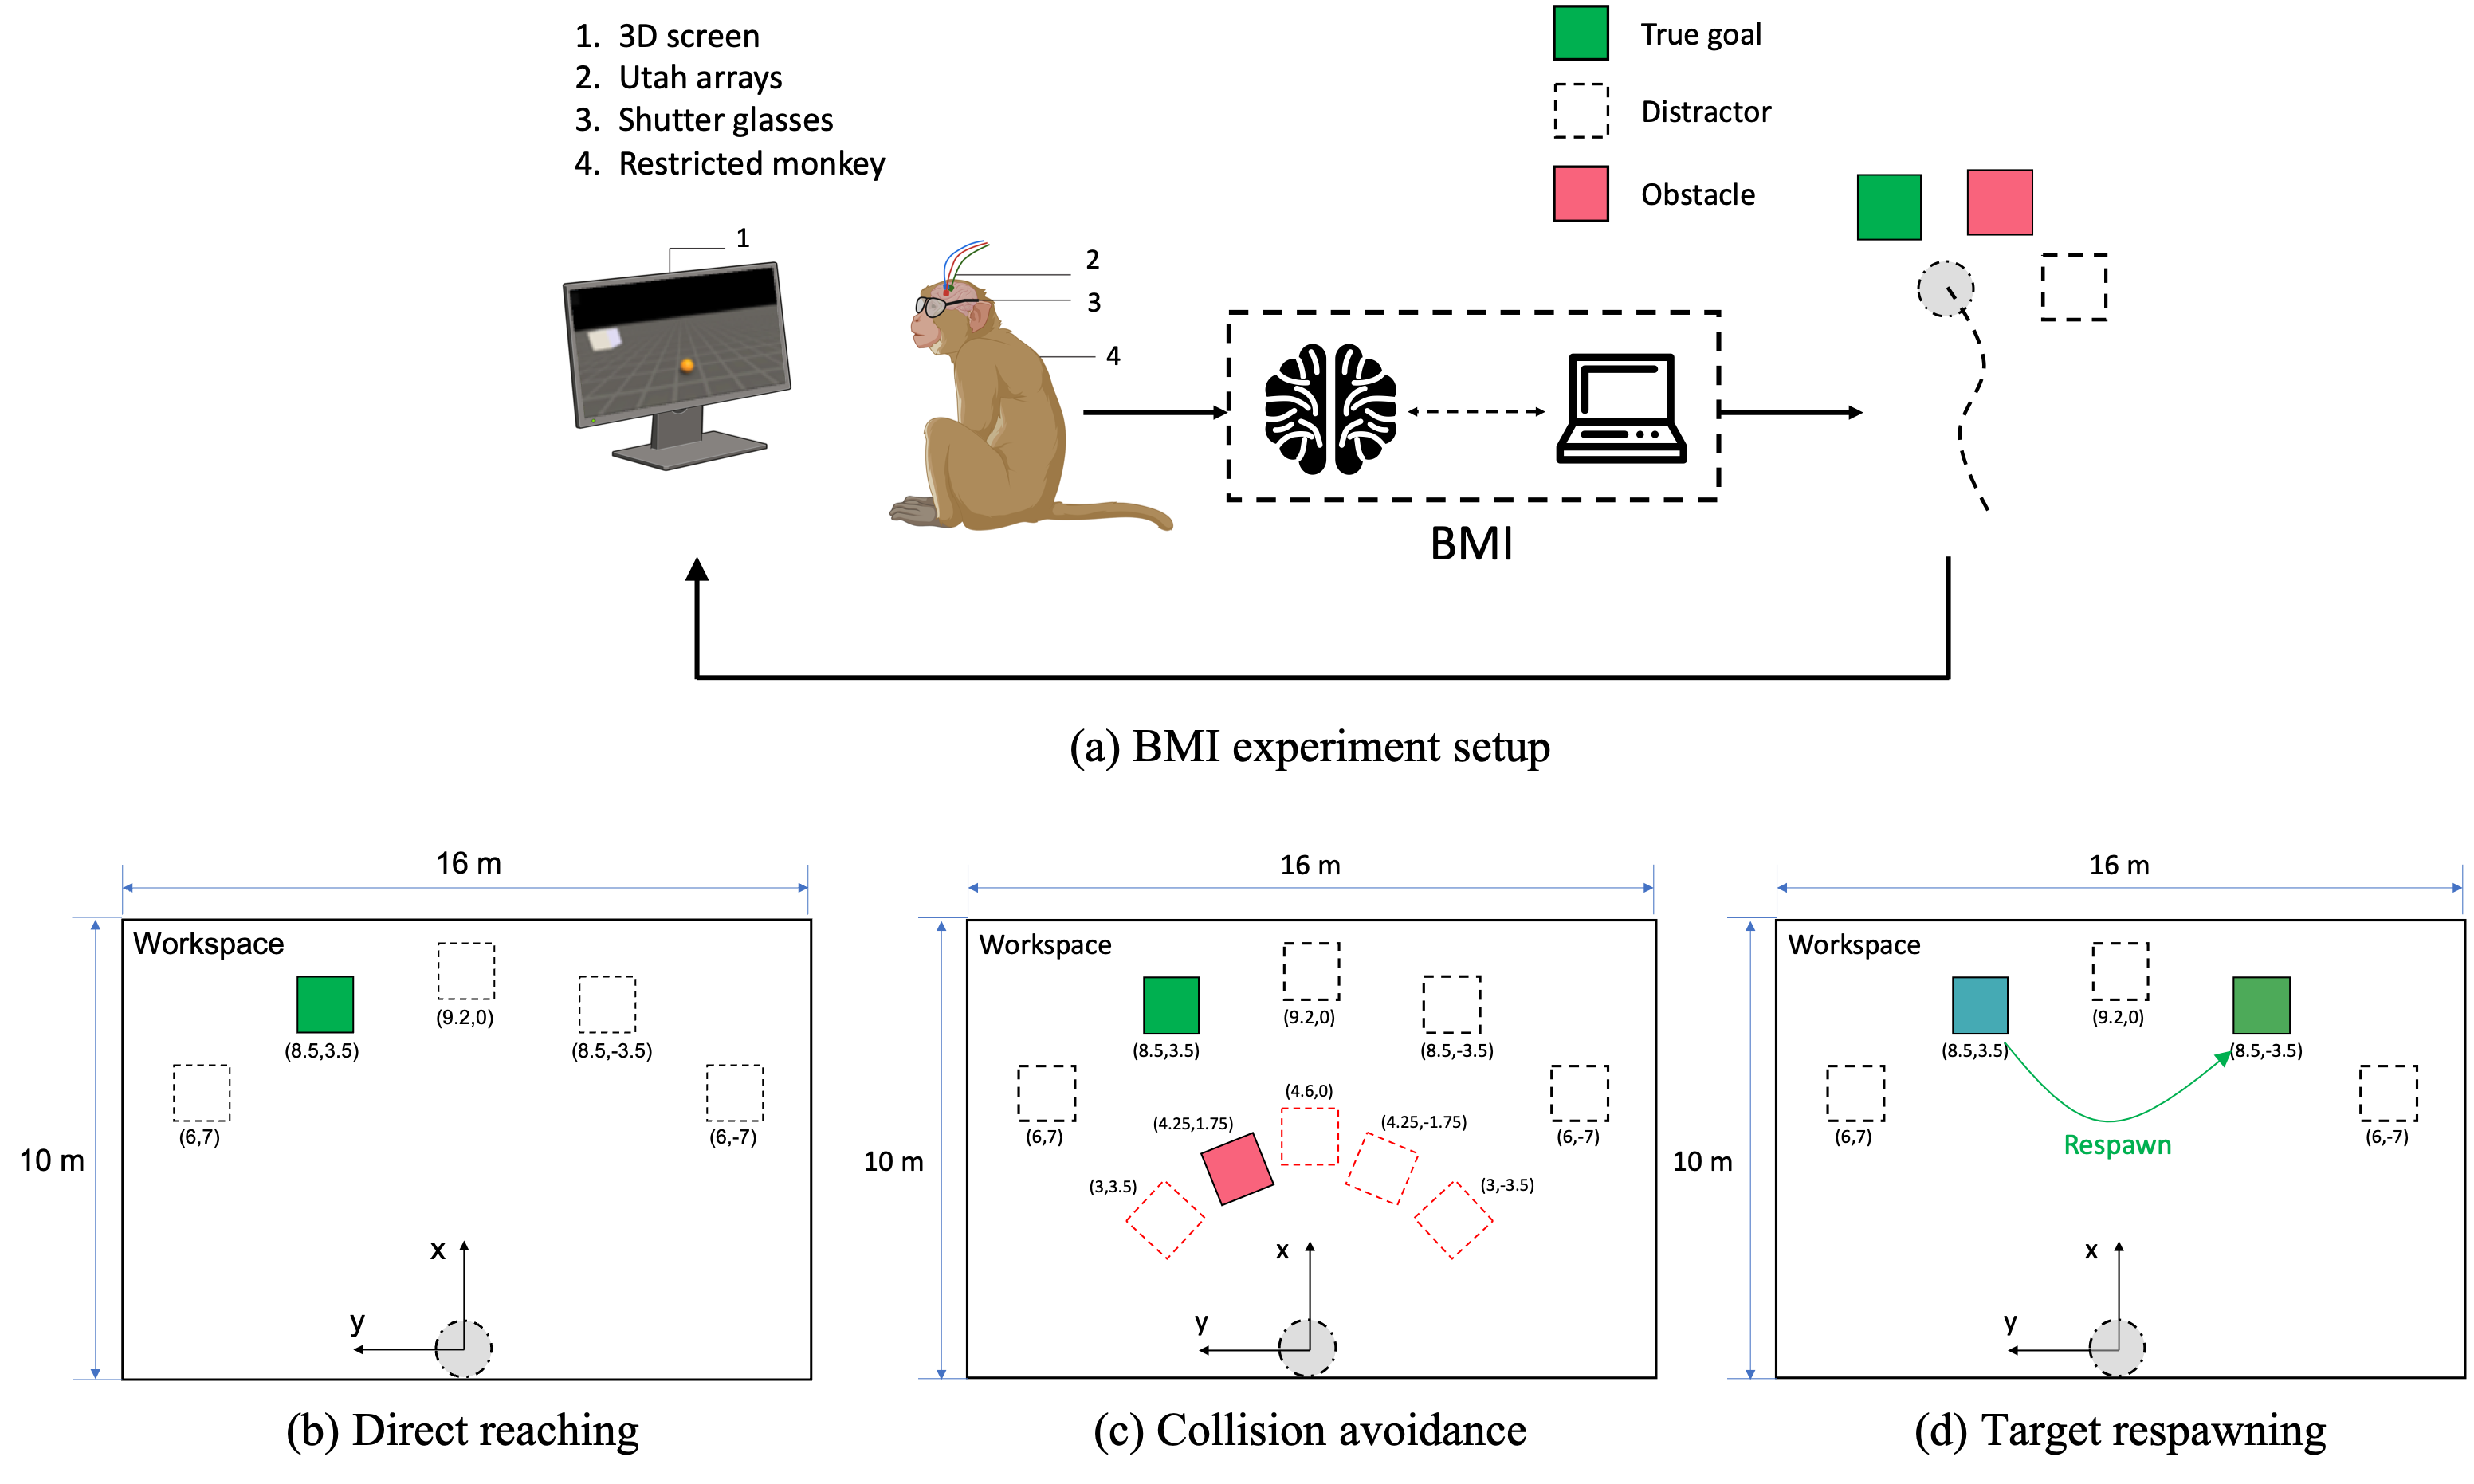 1. 3D screen
2. Utah arrays
3. Shutter glasses
4. Restricted monkey
True goal
Distractor
Obstacle
1
2
3
4
BMI
(a) BMI experiment setup
16 m
10 m
Workspace
(9.2,0)
(8.5,3.5)
(8.5,-3.5)
(6,7)
(6,-7)
x
y
(b) Direct reaching
16 m
10 m
Workspace
(9.2,0)
(8.5,3.5)
(8.5,-3.5)
(6,7)
(4.6,0)
(6,-7)
(4.25,1.75)
(4.25,-1.75)
(3,3.5)
(3,-3.5)
x
y
(c) Collision avoidance
16 m
10 m
Workspace
(9.2,0)
(8.5,3.5)
(8.5,-3.5)
(6,7)
(6,-7)
Respawn
x
y
(d) Target respawning